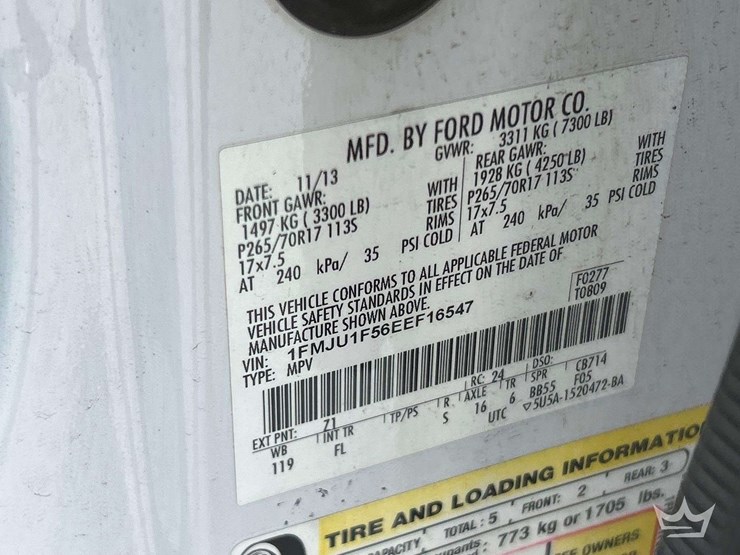 MFD. BY FORD MOTOR CO.
DATE: 11/13 GVWR: 3311 KG ( 7300 LB)
FRONT GAWR: REAR GAWR:
1497 KG ( 3300 LB) WITH 1928 KG ( 4250 LB) WITH
P265/70R17 113S TIRES P265/70R17 113S TIRES
17x7.5 RIMS 17x7.5 RIMS
AT 240 kPa/ 35 PSI COLD AT 240 kPa/ 35 PSI COLD
THIS VEHICLE CONFORMS TO ALL APPLICABLE FEDERAL MOTOR
VEHICLE SAFETY STANDARDS IN EFFECT ON THE DATE OF
MANUFACTURE SHOWN ABOVE.
VIN: 1FMJU1F56EEF16547 F0277
TYPE: MPV T0809
EXT PNT: Z1 RC: 24 DSO: CB714
WB INT TR TP/PS R AXLE TR SPR F05
119 FL S 16 6 BB55
UTC ▽5U5A-1520472-BA
TIRE AND LOADING INFORMATIO
CAPACITY TOTAL: 5 FRONT: 2 REAR: 3
773 kg or 1705 lbs.
OWNERS